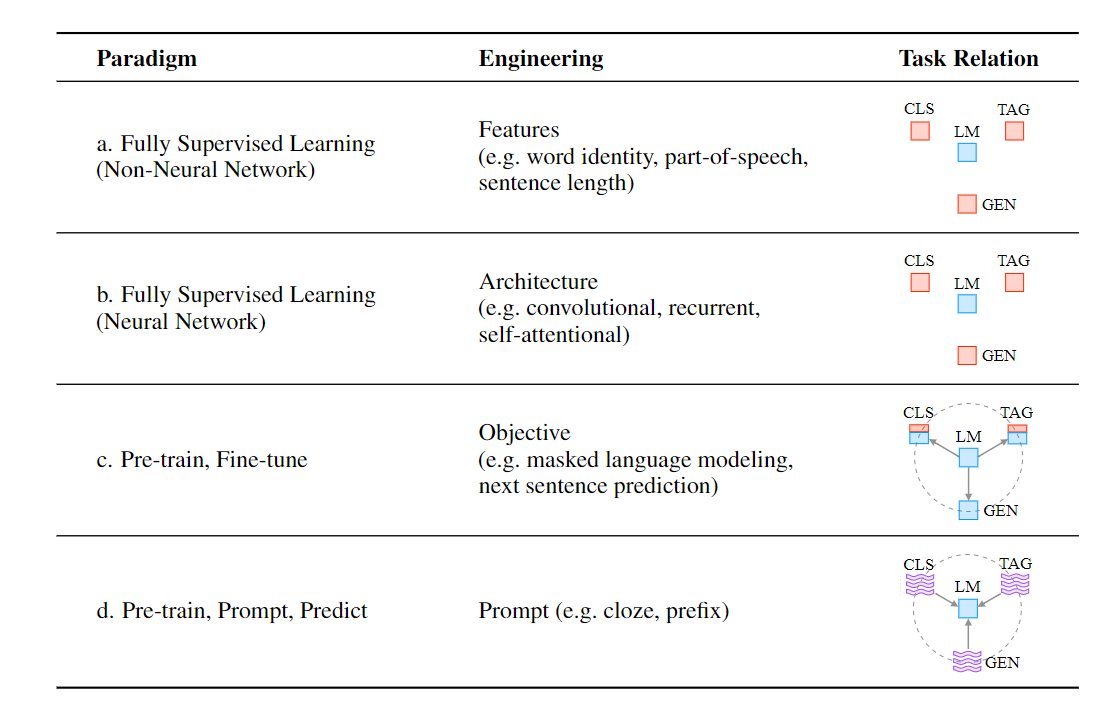 Paradigm Engineering Task Relation
a. Fully Supervised Learning
(Non-Neural Network)
Features
(e.g. word identity, part-of-speech,
sentence length)
CLS TAG
LM
GEN
b. Fully Supervised Learning
(Neural Network)
Architecture
(e.g. convolutional, recurrent,
self-attentional)
CLS TAG
LM
GEN
c. Pre-train, Fine-tune
Objective
(e.g. masked language modeling,
next sentence prediction)
CLS TAG
LM
GEN
d. Pre-train, Prompt, Predict
Prompt (e.g. cloze, prefix)
CLS TAG
LM
GEN